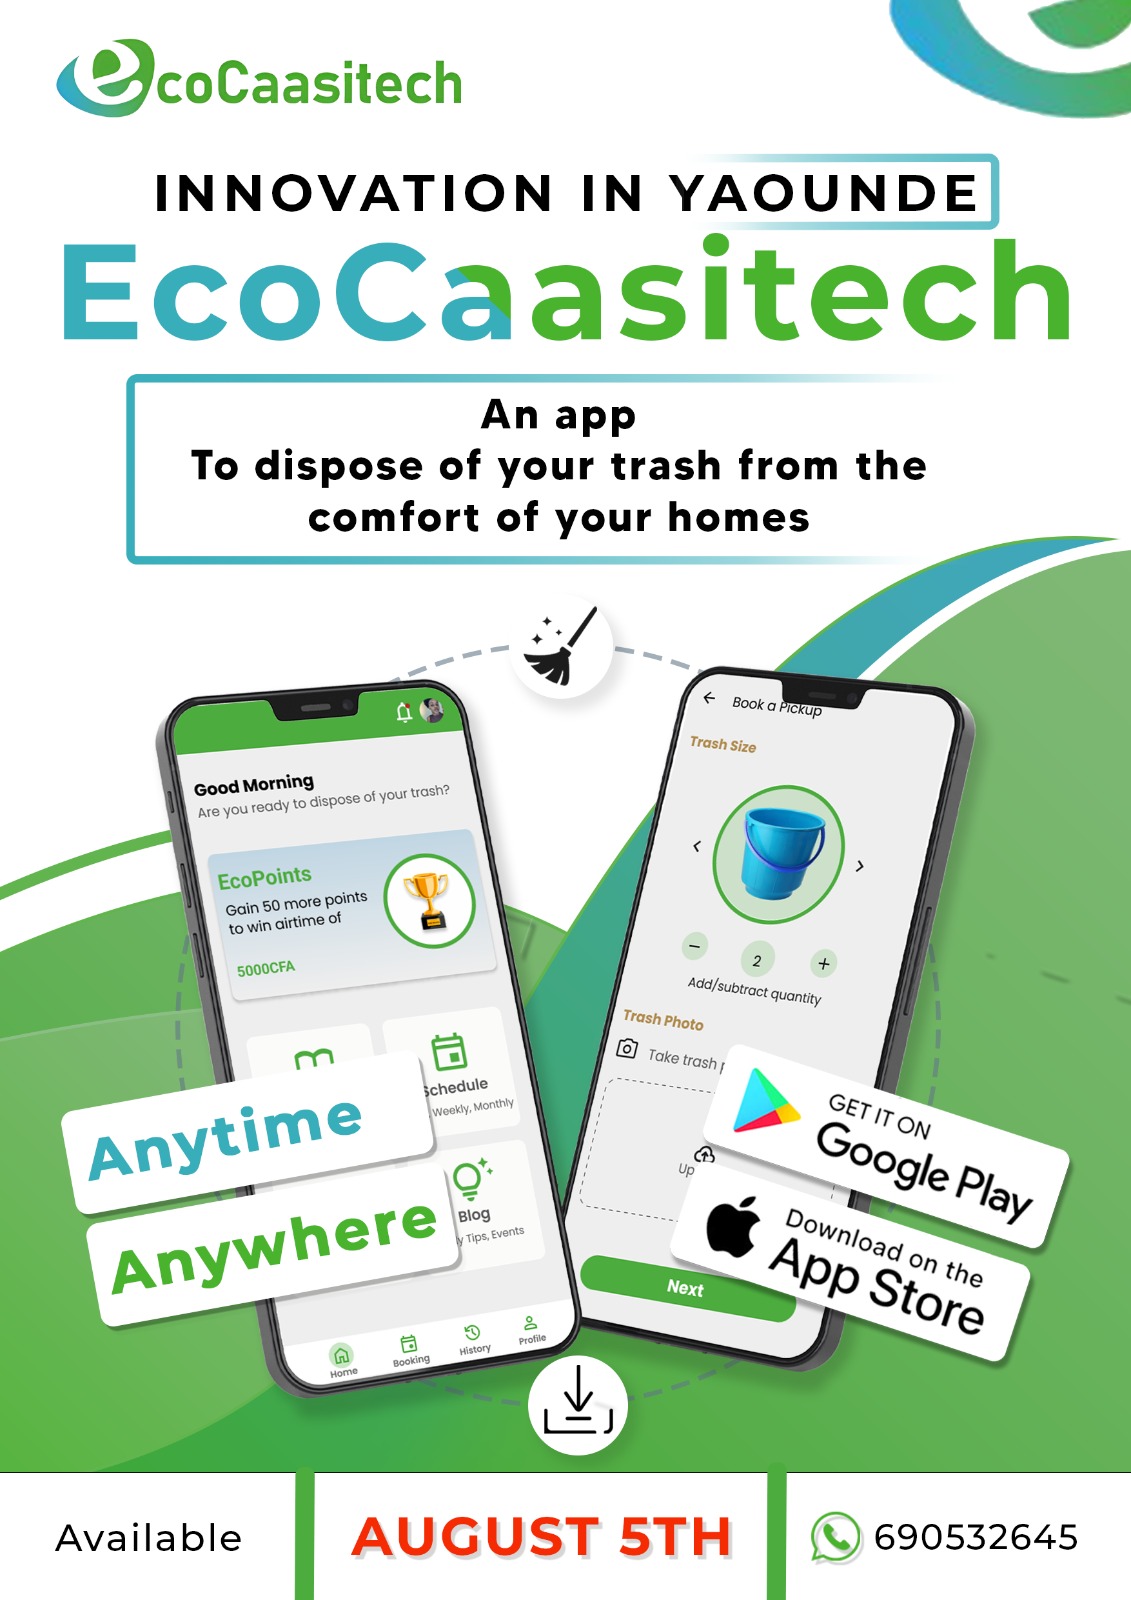 ecoCaasitech
INNOVATION IN YAOUNDE
EcoCaasitech
An app
To dispose of your trash from the
comfort of your homes
Good Morning
Are you ready to dispose of your trash?
EcoPoints
Gain 50 more points
to win airtime of
5000CFA
Schedule
Weekly, Monthly
Blog
Tips, Events
Home
Booking
History
Profile
Book a Pickup
Trash Size
2
Add/subtract quantity
Trash Photo
Take trash
Next
Anytime
Anywhere
GET IT ON
Google Play
Download on the
App Store
Available
AUGUST 5TH
690532645